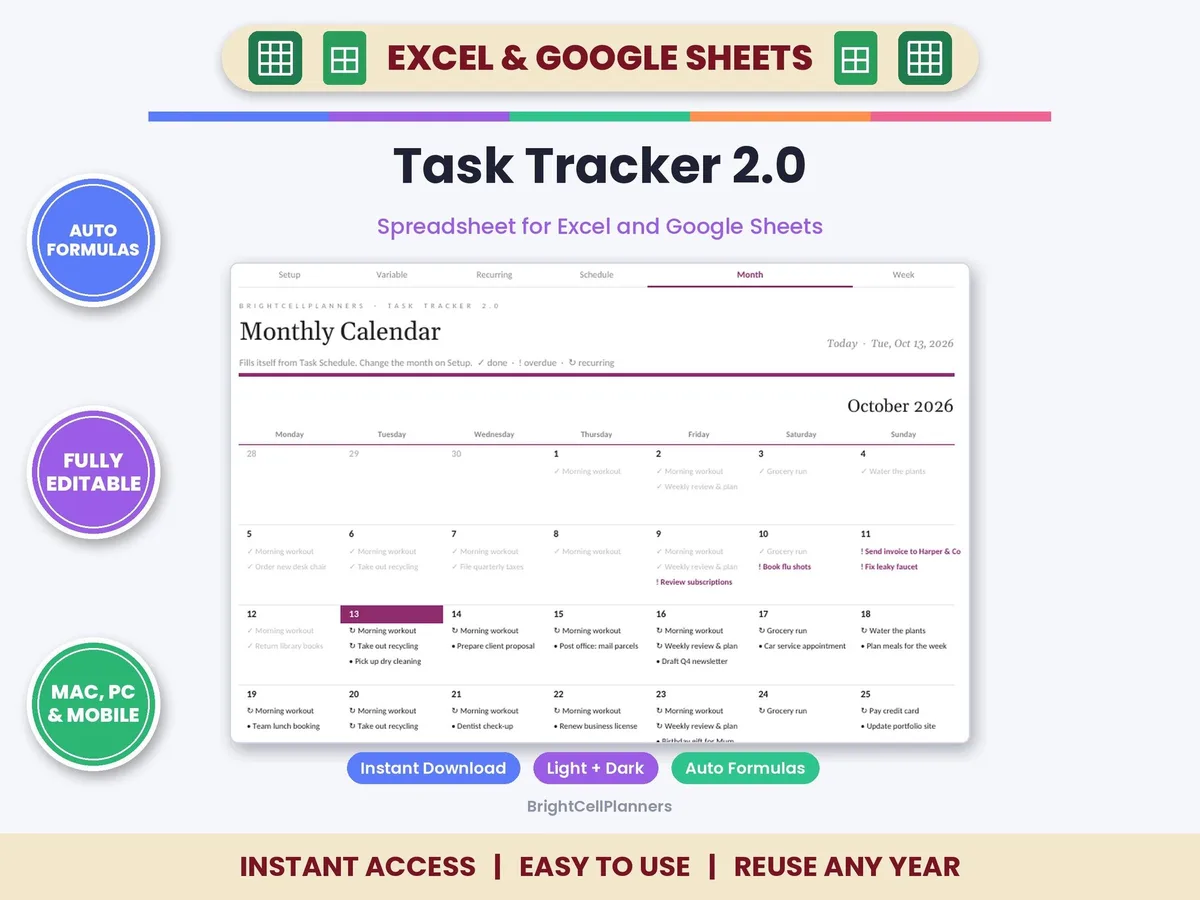 EXCEL & GOOGLE SHEETS
Task Tracker 2.0
Spreadsheet for Excel and Google Sheets
AUTO
FORMULAS
FULLY
EDITABLE
MAC, PC
& MOBILE
Setup Variable Recurring Schedule Month Week
BRIGHTCELLPLANNERS · TASK TRACKER 2.0
Monthly Calendar
Today · Tue, Oct 13, 2026
Fills itself from Task Schedule. Change the month on Setup. ✓ done · ! overdue · ↻ recurring
October 2026
Monday Tuesday Wednesday Thursday Friday Saturday Sunday
28 29 30 1 2 3 4
✓ Morning workout ✓ Morning workout ✓ Grocery run ✓ Water the plants
✓ Weekly review & plan
5 6 7 8 9 10 11
✓ Morning workout ✓ Morning workout ✓ Morning workout ✓ Morning workout ✓ Morning workout ✓ Grocery run ! Send invoice to Harper & Co
✓ Order new desk chair ✓ Take out recycling ✓ File quarterly taxes ✓ Weekly review & plan ! Book flu shots ! Fix leaky faucet
! Review subscriptions
12 13 14 15 16 17 18
✓ Morning workout ↻ Morning workout ↻ Morning workout ↻ Morning workout ↻ Morning workout ↻ Grocery run ↻ Water the plants
✓ Return library books ↻ Take out recycling • Prepare client proposal • Post office: mail parcels ↻ Weekly review & plan • Car service appointment • Plan meals for the week
• Pick up dry cleaning • Draft Q4 newsletter
19 20 21 22 23 24 25
↻ Morning workout ↻ Morning workout ↻ Morning workout ↻ Morning workout ↻ Morning workout ↻ Grocery run ↻ Pay credit card
• Team lunch booking ↻ Take out recycling • Dentist check-up • Renew business license ↻ Weekly review & plan • Update portfolio site
• Birthday gift for Mum
Instant Download Light + Dark Auto Formulas
BrightCellPlanners
INSTANT ACCESS | EASY TO USE | REUSE ANY YEAR